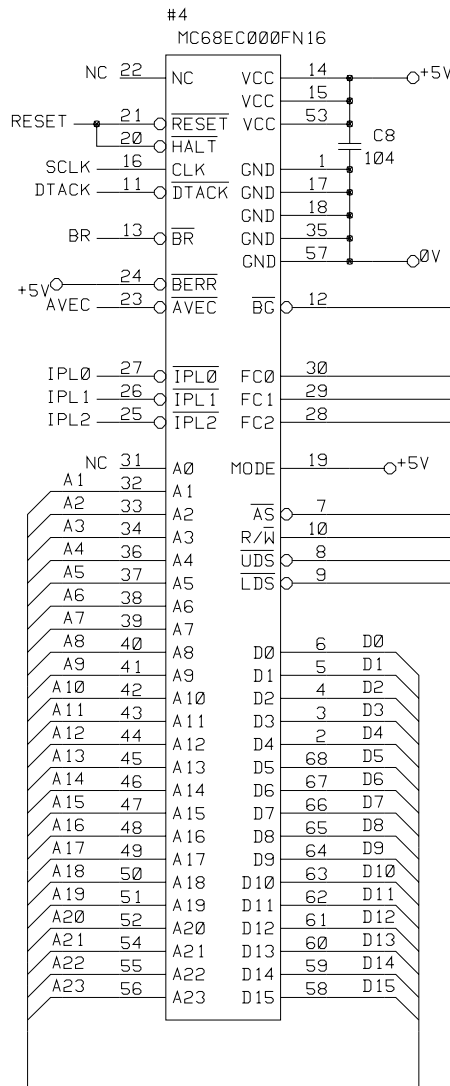 #4
MC68EC000FN16
NC 22 NC VCC 14 +5V
VCC 15
RESET 21 RESET VCC 53
20 HALT C8
SCLK 16 CLK GND 1 104
DTACK 11 DTACK GND 17
GND 18
BR 13 BR GND 35
GND 57 0V
+5V 24 BERR
AVEC 23 AVEC BG 12
IPL0 27 IPL0 FC0 30
IPL1 26 IPL1 FC1 29
IPL2 25 IPL2 FC2 28
NC 31 A0 MODE 19 +5V
A1 32 A1
A2 33 A2 AS 7
A3 34 A3 R/W 10
A4 36 A4 UDS 8
A5 37 A5 LDS 9
A6 38 A6
A7 39 A7
A8 40 A8 D0 6 D0
A9 41 A9 D1 5 D1
A10 42 A10 D2 4 D2
A11 43 A11 D3 3 D3
A12 44 A12 D4 2 D4
A13 45 A13 D5 68 D5
A14 46 A14 D6 67 D6
A15 47 A15 D7 66 D7
A16 48 A16 D8 65 D8
A17 49 A17 D9 64 D9
A18 50 A18 D10 63 D10
A19 51 A19 D11 62 D11
A20 52 A20 D12 61 D12
A21 54 A21 D13 60 D13
A22 55 A22 D14 59 D14
A23 56 A23 D15 58 D15